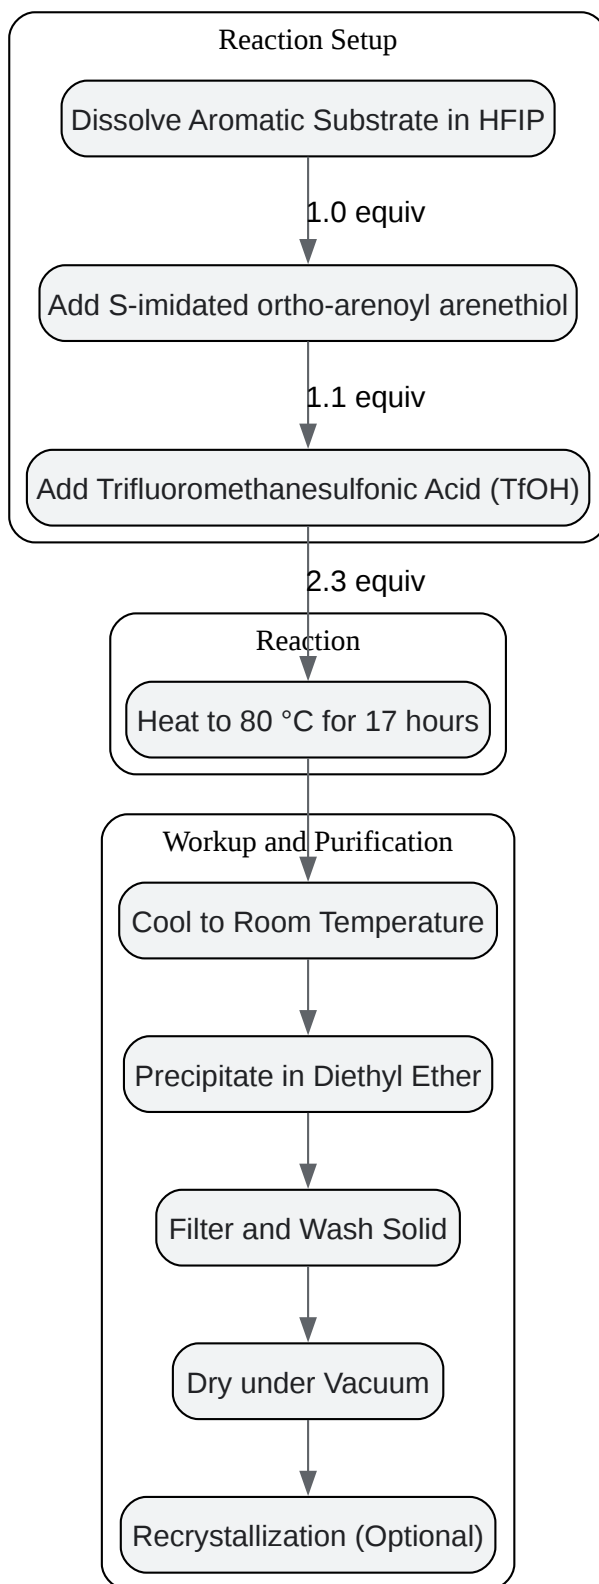 Reaction Setup
Dissolve Aromatic Substrate in HFIP
1.0 equiv
Add S-imidated ortho-arenoyl arenethiol
1.1 equiv
Add Trifluoromethanesulfonic Acid (TfOH)
2.3 equiv
Reaction
Heat to 80 °C for 17 hours
Workup and Purification
Cool to Room Temperature
Precipitate in Diethyl Ether
Filter and Wash Solid
Dry under Vacuum
Recrystallization (Optional)